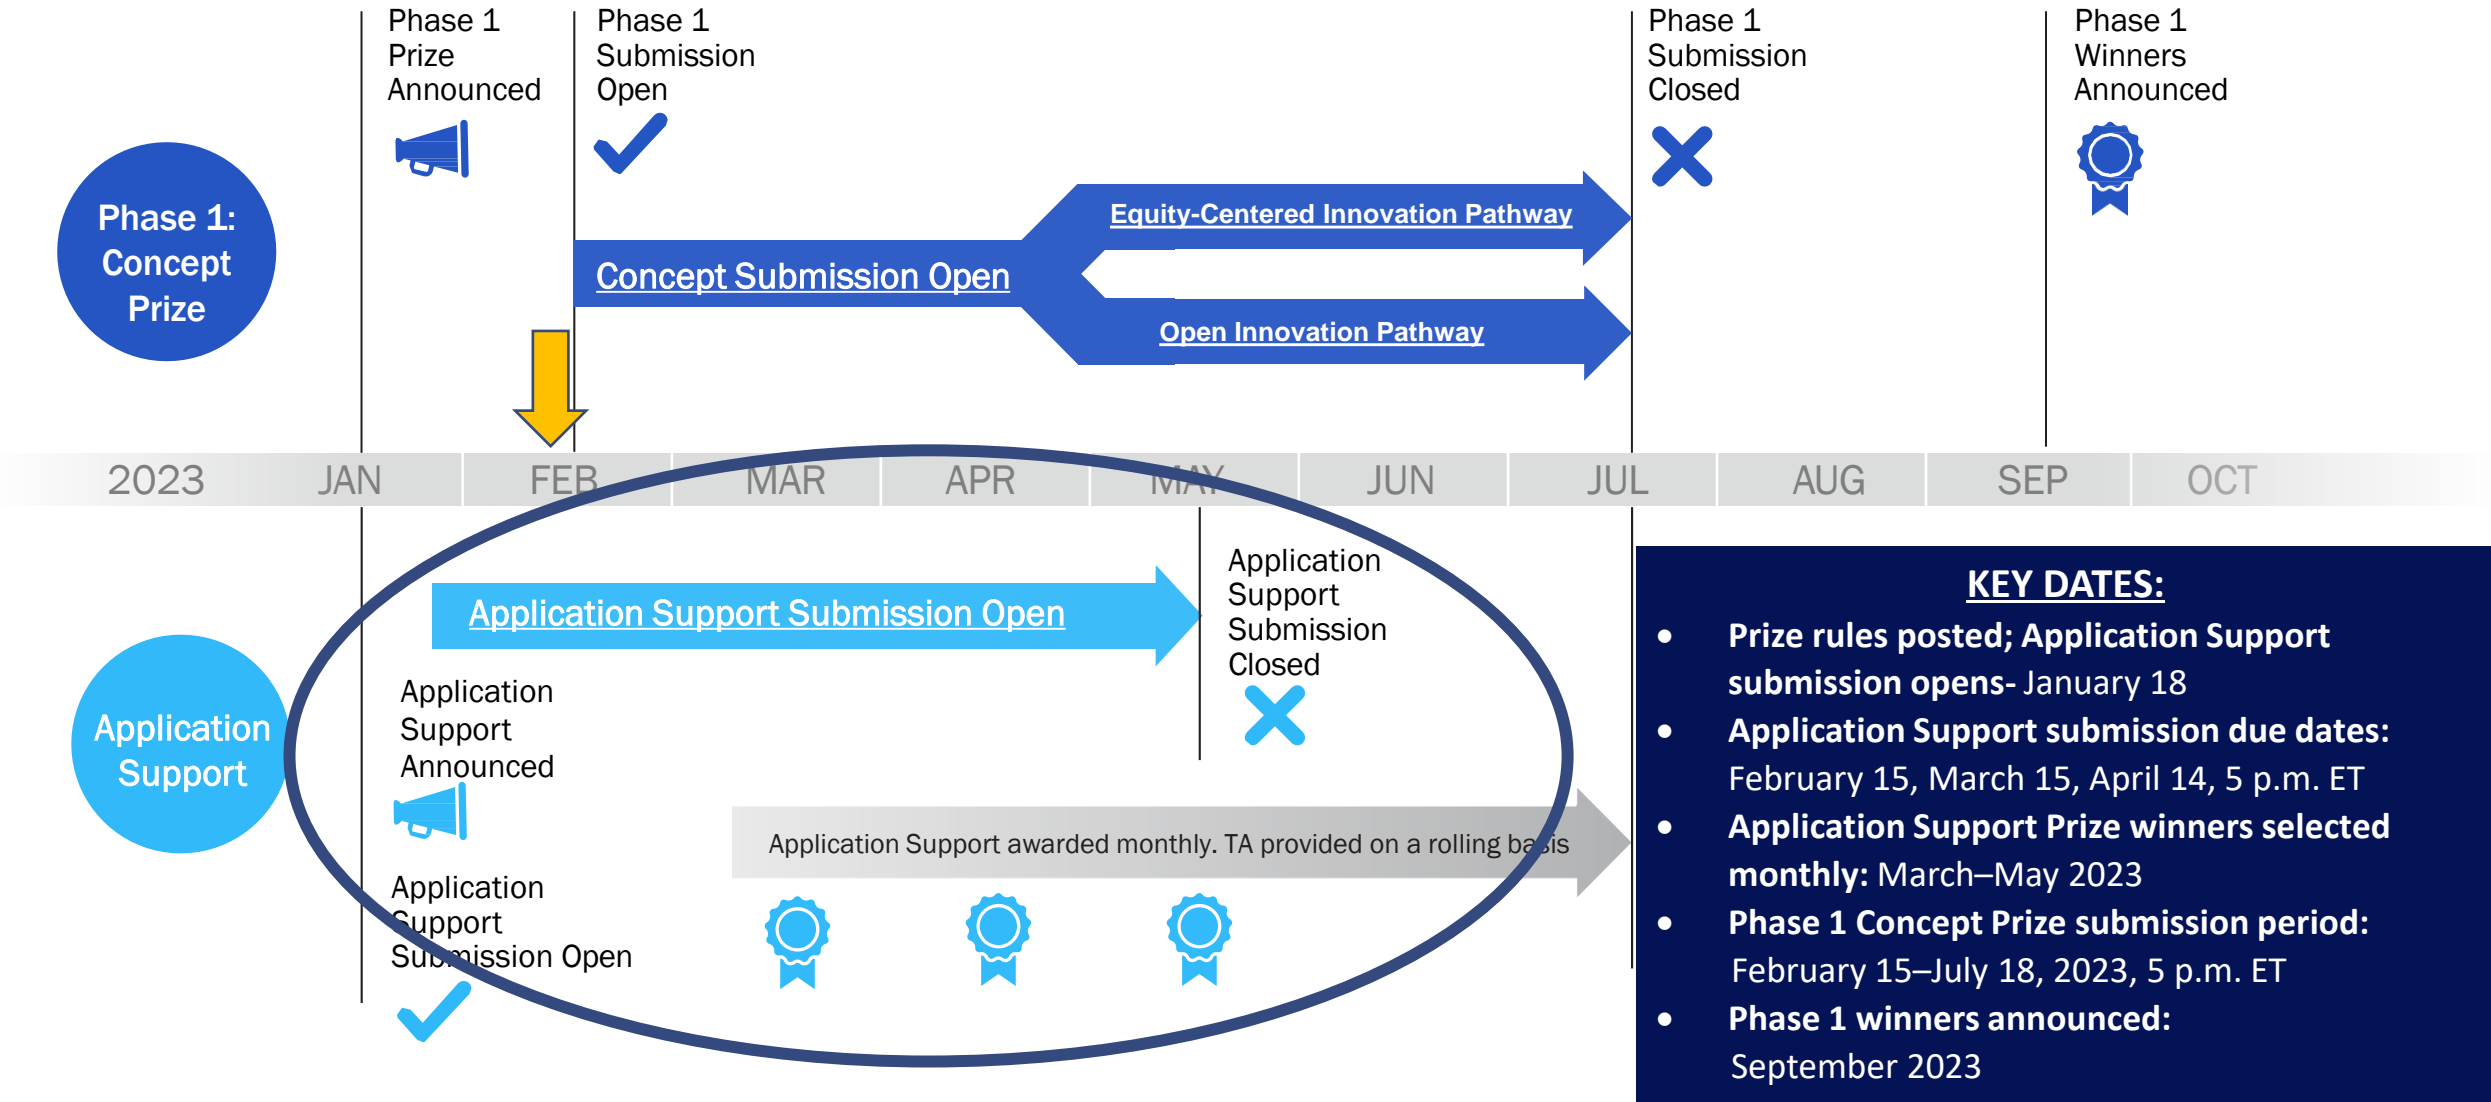 Phase 1
Prize
Announced
Phase 1
Submission
Open
Phase 1
Submission
Closed
Phase 1
Winners
Announced
Phase 1:
Concept
Prize
Equity-Centered Innovation Pathway
Concept Submission Open
Open Innovation Pathway
2023 JAN FEB MAR APR MAY JUN JUL AUG SEP OCT
Application Support Submission Open
Application
Support
Submission
Closed
Application
Support
Application
Support
Announced
Application Support awarded monthly. TA provided on a rolling basis
Application
Support
Submission Open
KEY DATES:
• Prize rules posted; Application Support
submission opens- January 18
• Application Support submission due dates:
February 15, March 15, April 14, 5 p.m. ET
• Application Support Prize winners selected
monthly: March–May 2023
• Phase 1 Concept Prize submission period:
February 15–July 18, 2023, 5 p.m. ET
• Phase 1 winners announced:
September 2023